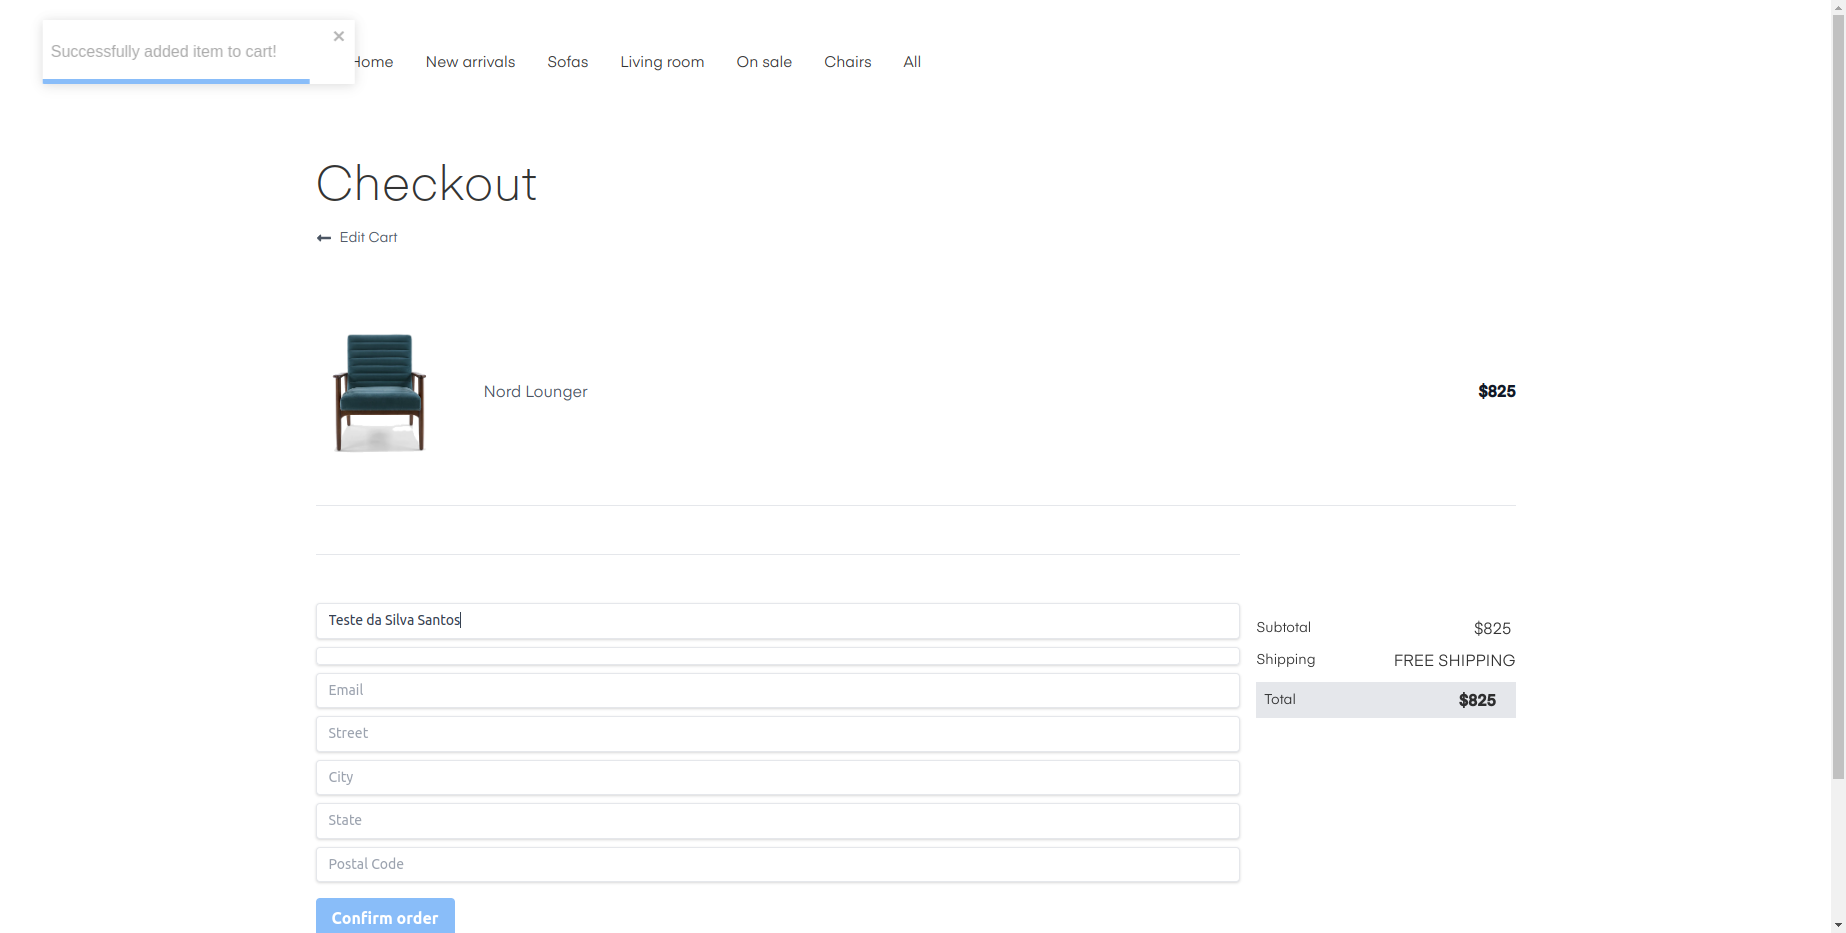 Successfully added item to cart!
Home New arrivals Sofas Living room On sale Chairs All
Checkout
Edit Cart
Nord Lounger $825
Teste da Silva Santos
Email
Street
City
State
Postal Code
Confirm order
Subtotal $825
Shipping FREE SHIPPING
Total $825